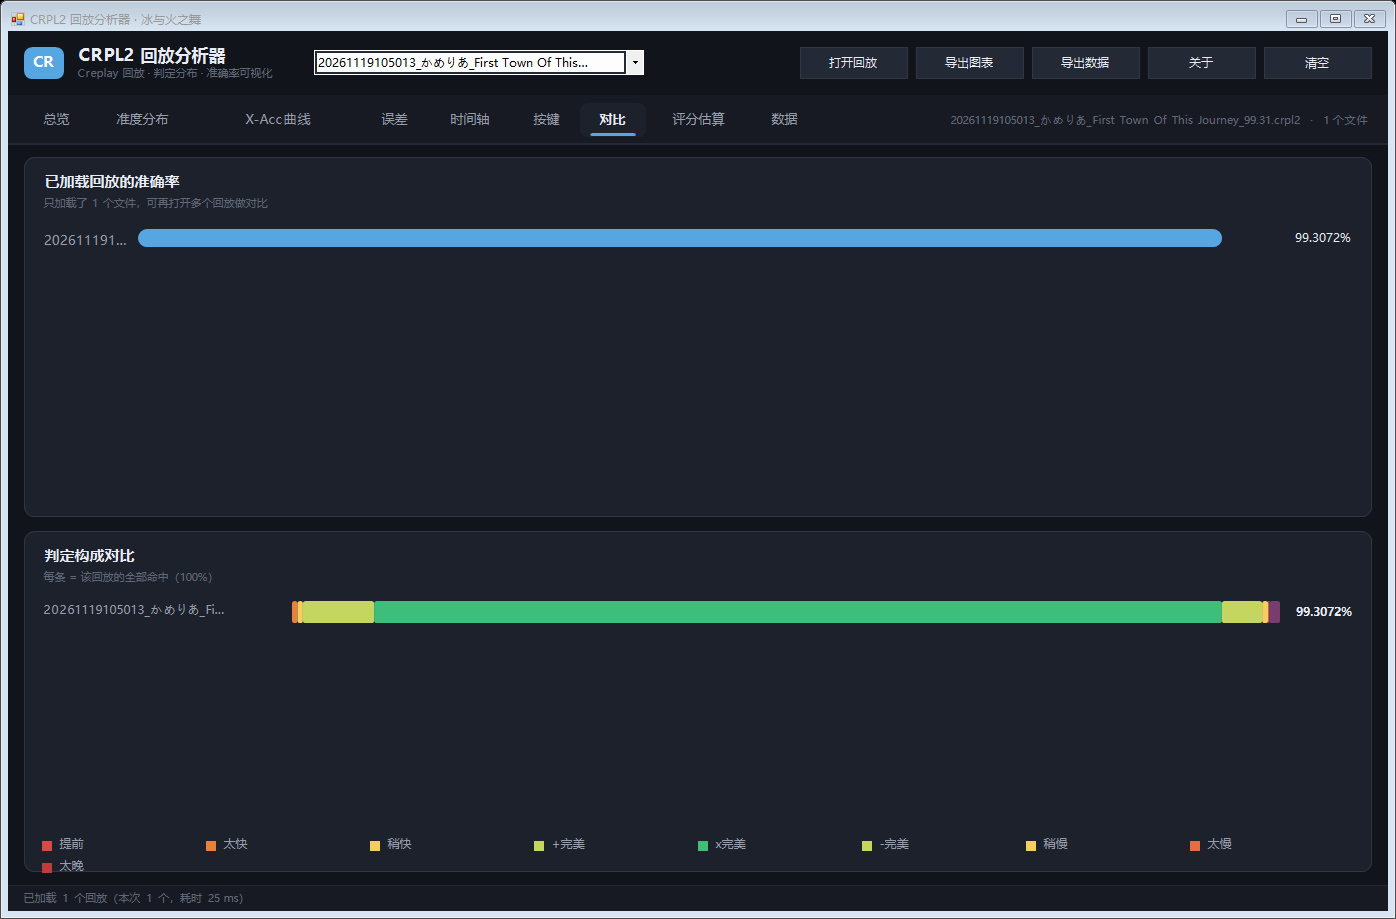 CRPL2 回放分析器 · 冰与火之舞
CR
CRPL2 回放分析器
Creplay 回放 · 判定分布 · 准确率可视化
20261119105013_かめりあ_First Town Of This...
打开回放
导出图表
导出数据
关于
清空
总览
准度分布
X-Acc曲线
误差
时间轴
按键
对比
评分估算
数据
20261119105013_かめりあ_First Town Of This Journey_99.31.crpl2 · 1 个文件
已加载回放的准确率
只加载了 1 个文件，可再打开多个回放做对比
202611191...
99.3072%
判定构成对比
每条 = 该回放的全部命中（100%）
20261119105013_かめりあ_Fi...
99.3072%
提前
太快
稍快
+完美
x完美
-完美
稍慢
太慢
太晚
已加载 1 个回放（本次 1 个，耗时 25 ms）